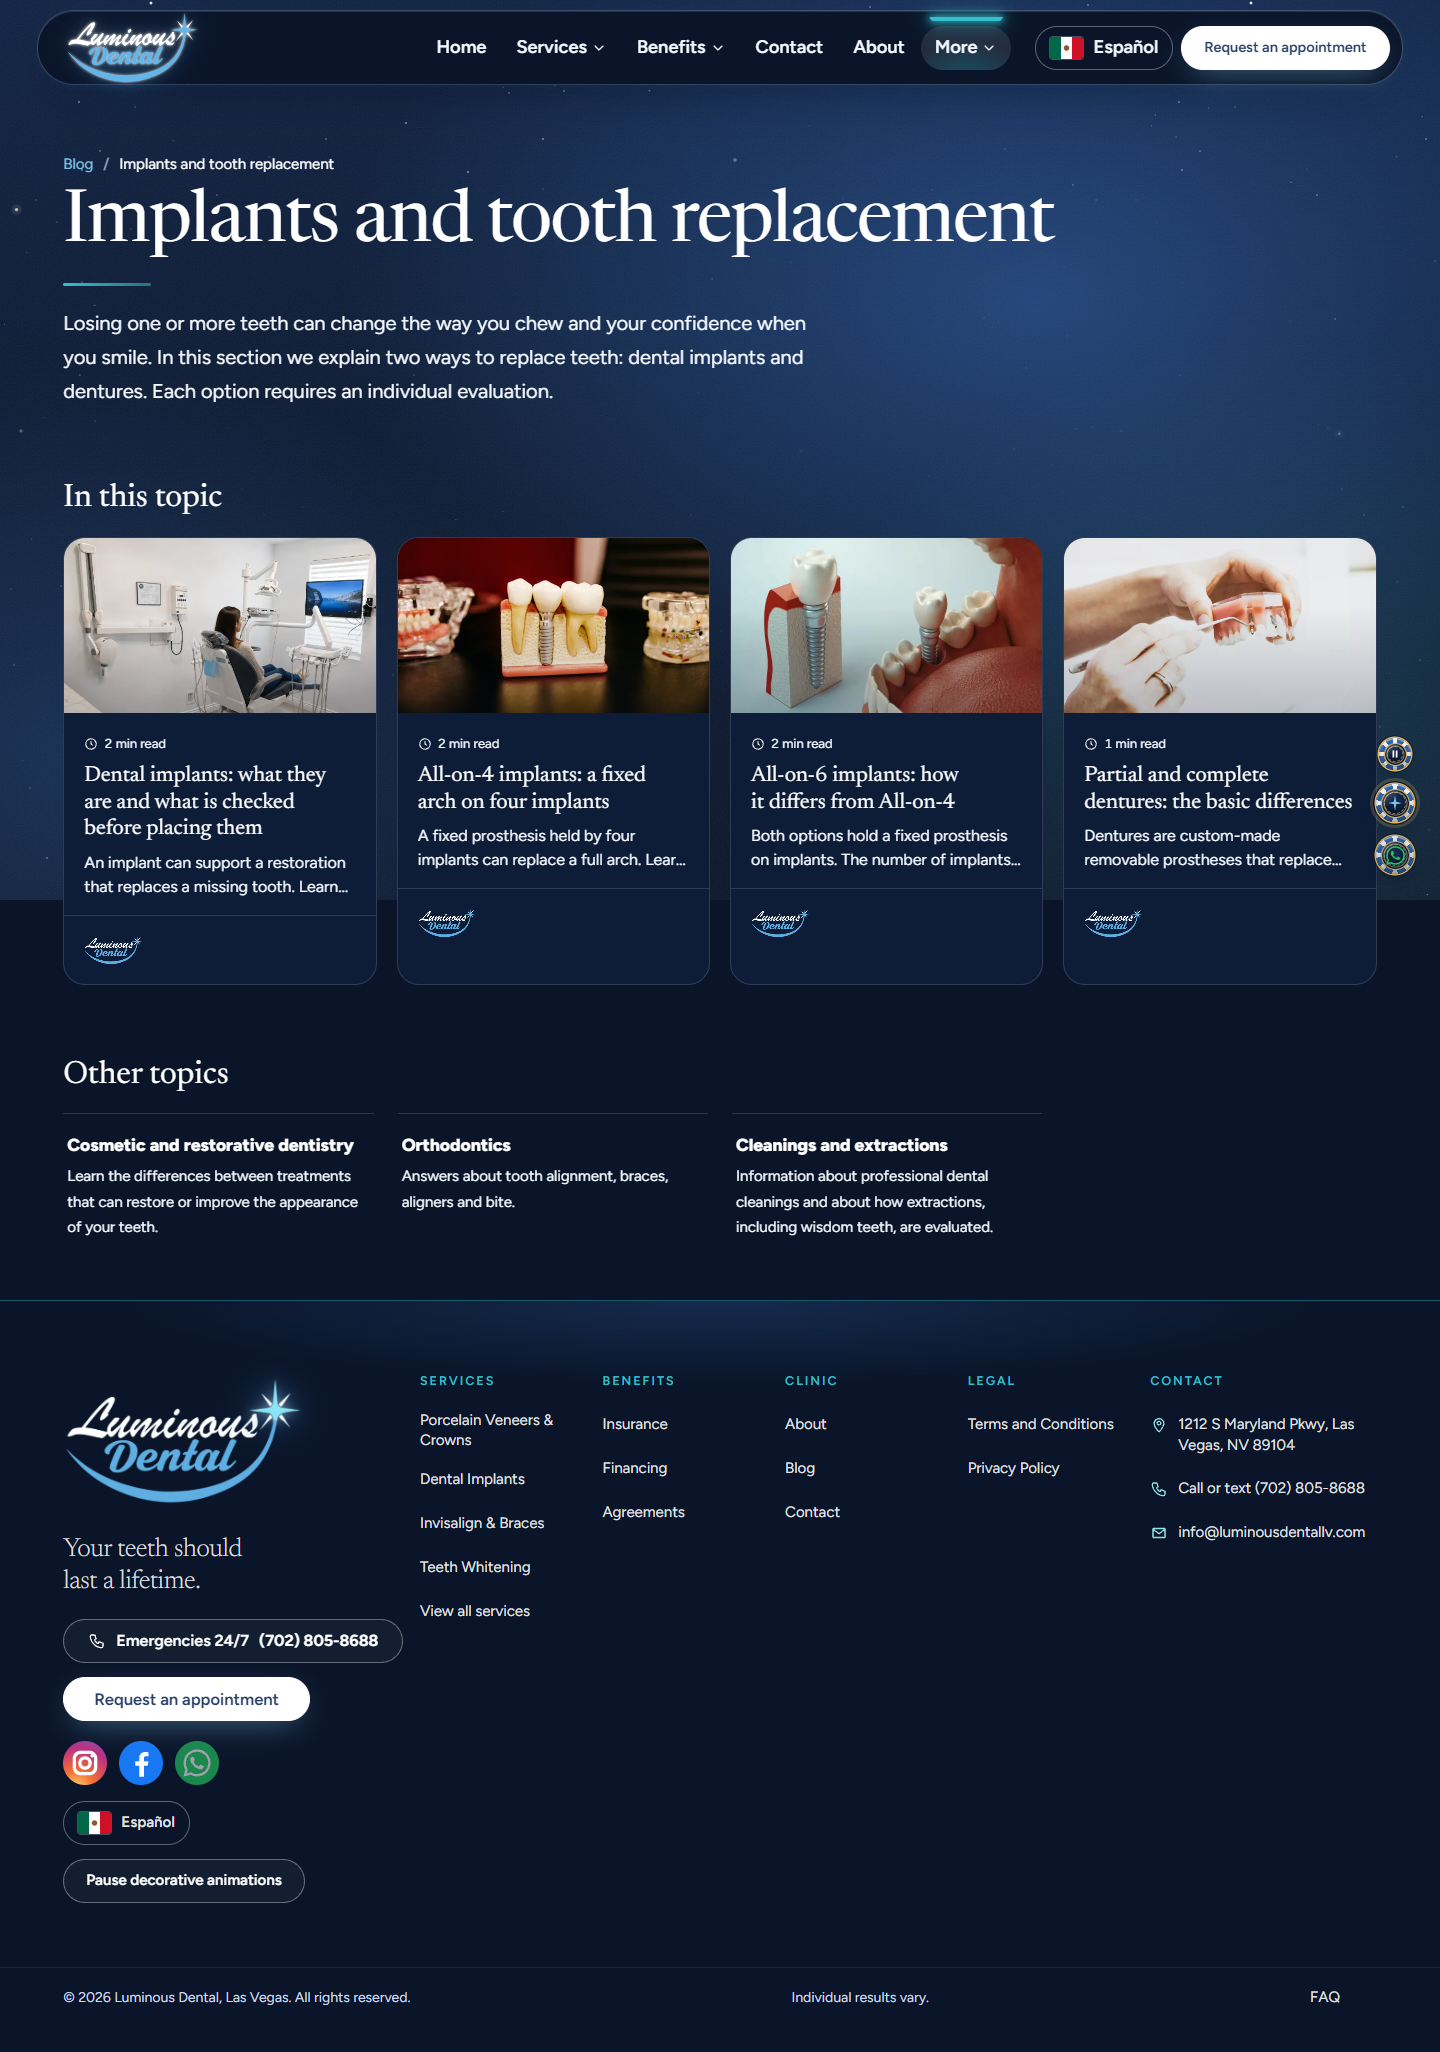 Luminous
Dental
Home
Services
Benefits
Contact
About
More
Español
Request an appointment
Blog / Implants and tooth replacement
Implants and tooth replacement
Losing one or more teeth can change the way you chew and your confidence when
you smile. In this section we explain two ways to replace teeth: dental implants and
dentures. Each option requires an individual evaluation.
In this topic
2 min read
Dental implants: what they
are and what is checked
before placing them
An implant can support a restoration
that replaces a missing tooth. Learn...
Luminous
Dental
2 min read
All-on-4 implants: a fixed
arch on four implants
A fixed prosthesis held by four
implants can replace a full arch. Lear...
Luminous
Dental
2 min read
All-on-6 implants: how
it differs from All-on-4
Both options hold a fixed prosthesis
on implants. The number of implants...
Luminous
Dental
1 min read
Partial and complete
dentures: the basic differences
Dentures are custom-made
removable prostheses that replace...
Luminous
Dental
Other topics
Cosmetic and restorative dentistry
Learn the differences between treatments
that can restore or improve the appearance
of your teeth.
Orthodontics
Answers about tooth alignment, braces,
aligners and bite.
Cleanings and extractions
Information about professional dental
cleanings and about how extractions,
including wisdom teeth, are evaluated.
Luminous
Dental
Your teeth should
last a lifetime.
Emergencies 24/7 (702) 805-8688
Request an appointment
Español
Pause decorative animations
SERVICES
Porcelain Veneers &
Crowns
Dental Implants
Invisalign & Braces
Teeth Whitening
View all services
BENEFITS
Insurance
Financing
Agreements
CLINIC
About
Blog
Contact
LEGAL
Terms and Conditions
Privacy Policy
CONTACT
1212 S Maryland Pkwy, Las
Vegas, NV 89104
Call or text (702) 805-8688
info@luminousdentallv.com
© 2026 Luminous Dental, Las Vegas. All rights reserved.
Individual results vary.
FAQ